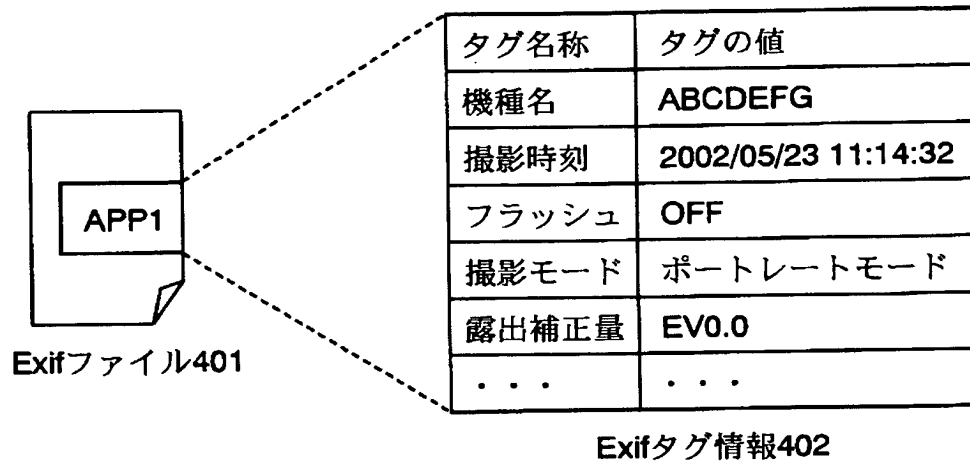 タグ名称 タグの値
機種名 ABCDEFG
撮影時刻 2002/05/23 11:14:32
フラッシュ OFF
撮影モード ポートレートモード
露出補正量 EV0.0
・・・ ・・・
APP1
Exifファイル401
Exifタグ情報402